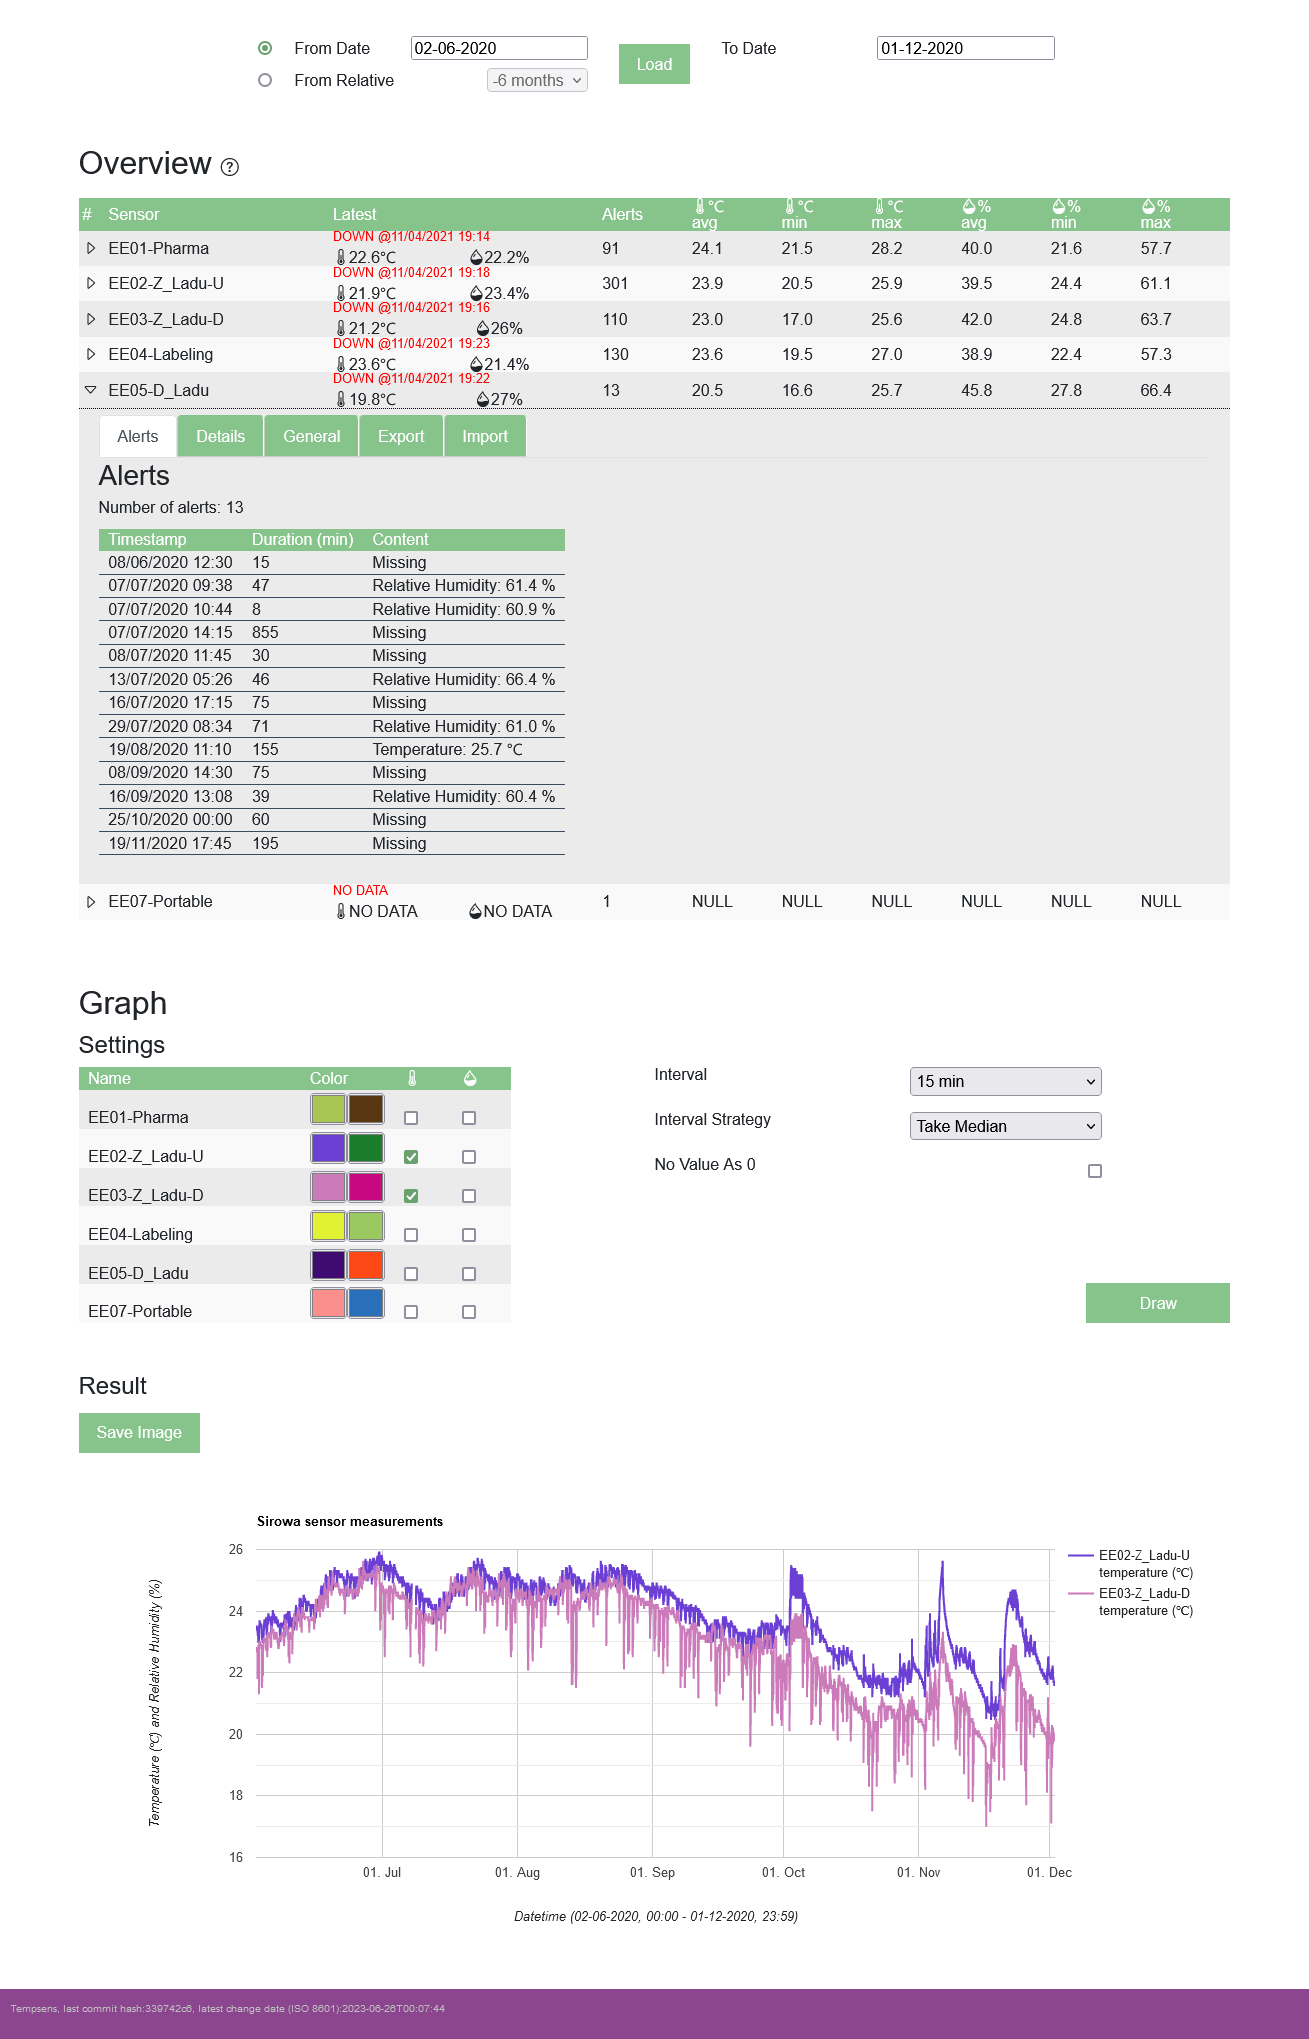 From Date 02-06-2020 Load To Date 01-12-2020
From Relative -6 months
Overview ?
# Sensor Latest Alerts °C avg °C min °C max % avg % min % max
EE01-Pharma DOWN @11/04/2021 19:14 22.6°C 22.2% 91 24.1 21.5 28.2 40.0 21.6 57.7
EE02-Z_Ladu-U DOWN @11/04/2021 19:18 21.9°C 23.4% 301 23.9 20.5 25.9 39.5 24.4 61.1
EE03-Z_Ladu-D DOWN @11/04/2021 19:16 21.2°C 26% 110 23.0 17.0 25.6 42.0 24.8 63.7
EE04-Labeling DOWN @11/04/2021 19:23 23.6°C 21.4% 130 23.6 19.5 27.0 38.9 22.4 57.3
EE05-D_Ladu DOWN @11/04/2021 19:22 19.8°C 27% 13 20.5 16.6 25.7 45.8 27.8 66.4
Alerts Details General Export Import
Alerts
Number of alerts: 13
Timestamp Duration (min) Content
08/06/2020 12:30 15 Missing
07/07/2020 09:38 47 Relative Humidity: 61.4 %
07/07/2020 10:44 8 Relative Humidity: 60.9 %
07/07/2020 14:15 855 Missing
08/07/2020 11:45 30 Missing
13/07/2020 05:26 46 Relative Humidity: 66.4 %
16/07/2020 17:15 75 Missing
29/07/2020 08:34 71 Relative Humidity: 61.0 %
19/08/2020 11:10 155 Temperature: 25.7 °C
08/09/2020 14:30 75 Missing
16/09/2020 13:08 39 Relative Humidity: 60.4 %
25/10/2020 00:00 60 Missing
19/11/2020 17:45 195 Missing
EE07-Portable NO DATA NO DATA NO DATA 1 NULL NULL NULL NULL NULL NULL
Graph
Settings
Name Color
EE01-Pharma
EE02-Z_Ladu-U
EE03-Z_Ladu-D
EE04-Labeling
EE05-D_Ladu
EE07-Portable
Interval 15 min
Interval Strategy Take Median
No Value As 0
Draw
Result
Save Image
Sirowa sensor measurements
26
24
22
20
18
16
Temperature (°C) and Relative Humidity (%)
EE02-Z_Ladu-U
temperature (°C)
EE03-Z_Ladu-D
temperature (°C)
01. Jul 01. Aug 01. Sep 01. Oct 01. Nov 01. Dec
Datetime (02-06-2020, 00:00 - 01-12-2020, 23:59)
Tempsens, last commit hash:339742c6, latest change date (ISO 8601):2023-06-26T00:07:44